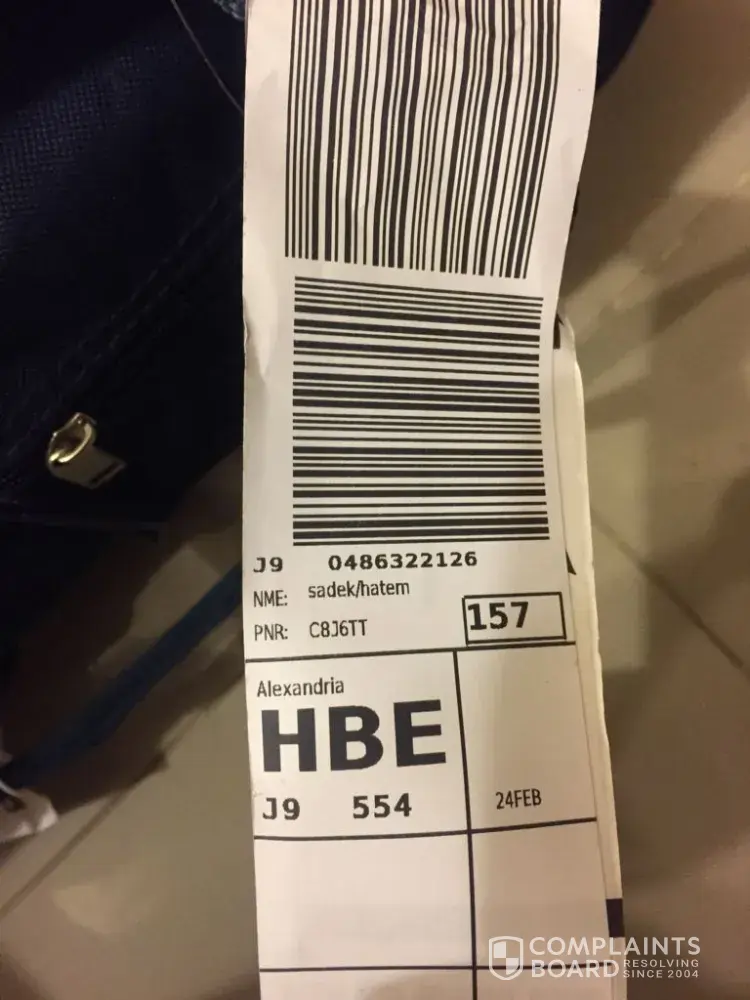 J9 0486322126
NME: sadek/hatem
PNR: C8J6TT
157
Alexandria
HBE
J9 554
24FEB
COMPLAINTS
BOARD RESOLVING
SINCE 2004